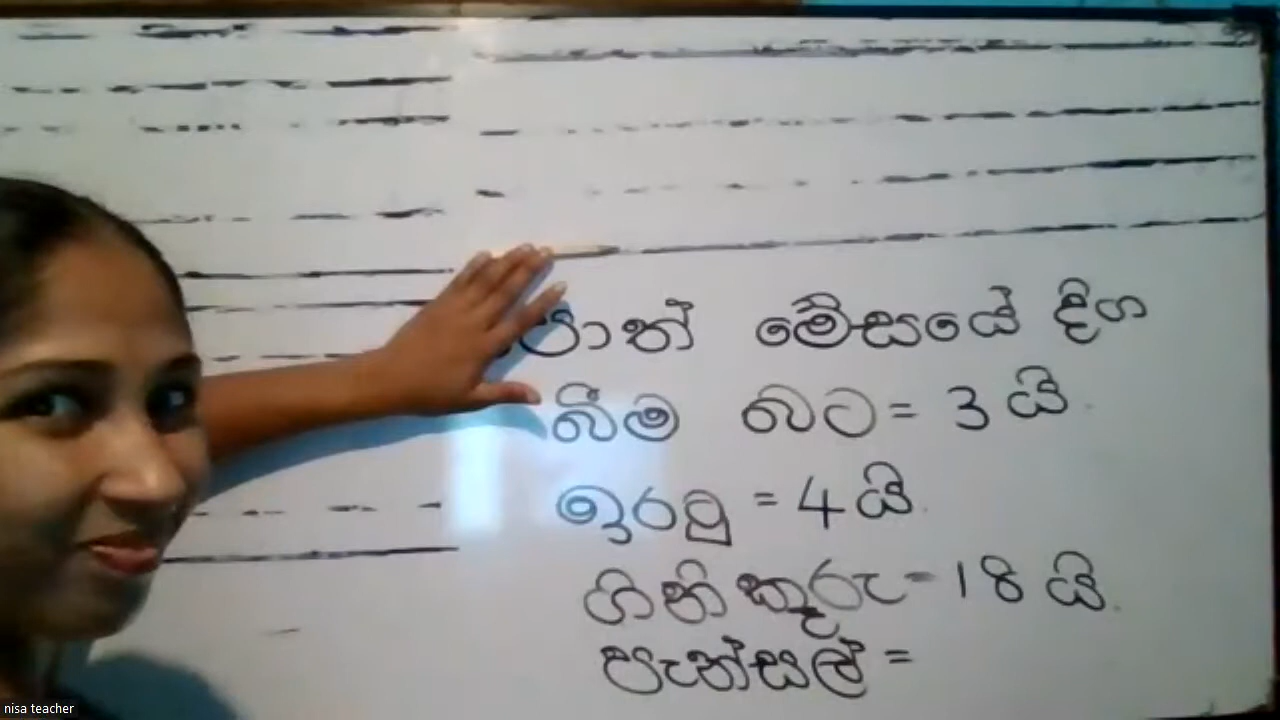 පොත් මේසයේ දිග
බීම බට = 3 යි.
ඉරටු = 4 යි.
ගිනි කූරු - 18 යි.
පැන්සල් =
nisa teacher